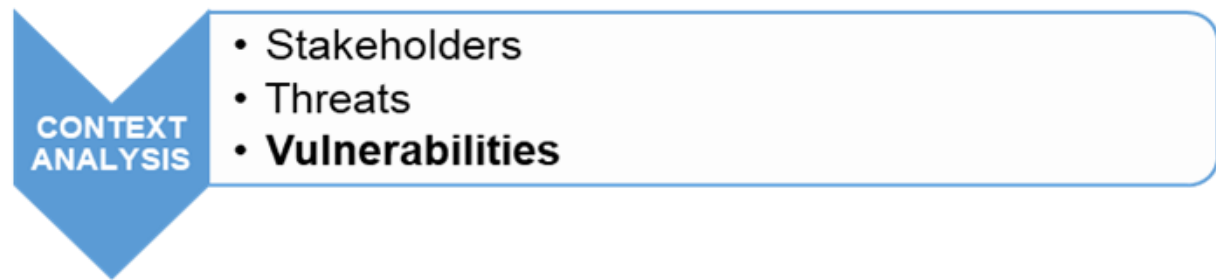 CONTEXT
ANALYSIS
• Stakeholders
• Threats
• Vulnerabilities